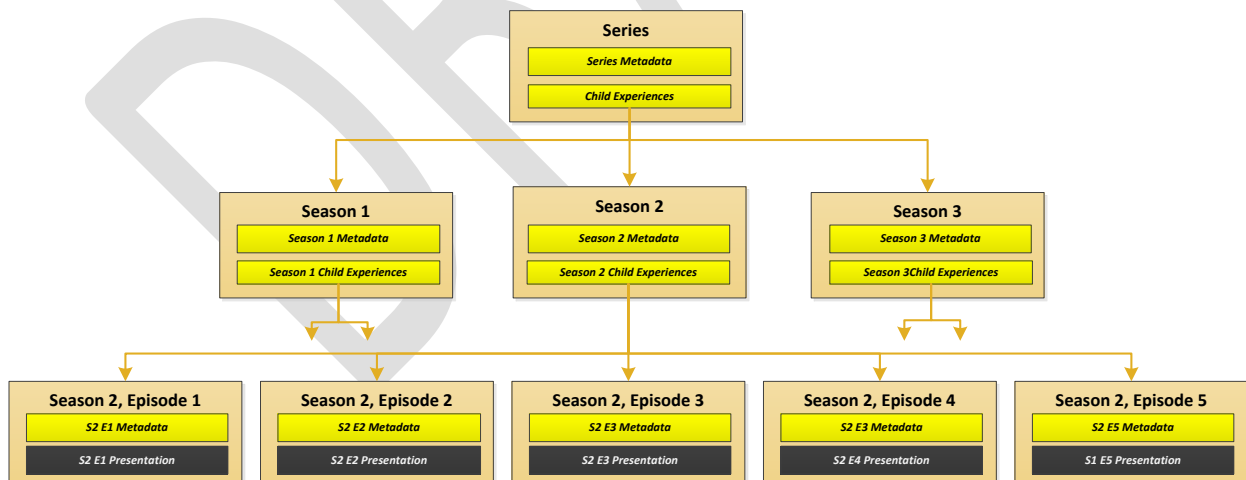 Series
Series Metadata
Child Experiences
Season 1
Season 1 Metadata
Season 1 Child Experiences
Season 2
Season 2 Metadata
Season 2 Child Experiences
Season 3
Season 3 Metadata
Season 3Child Experiences
Season 2, Episode 1
S2 E1 Metadata
S2 E1 Presentation
Season 2, Episode 2
S2 E2 Metadata
S2 E2 Presentation
Season 2, Episode 3
S2 E3 Metadata
S2 E3 Presentation
Season 2, Episode 4
S2 E3 Metadata
S2 E4 Presentation
Season 2, Episode 5
S2 E5 Metadata
S1 E5 Presentation